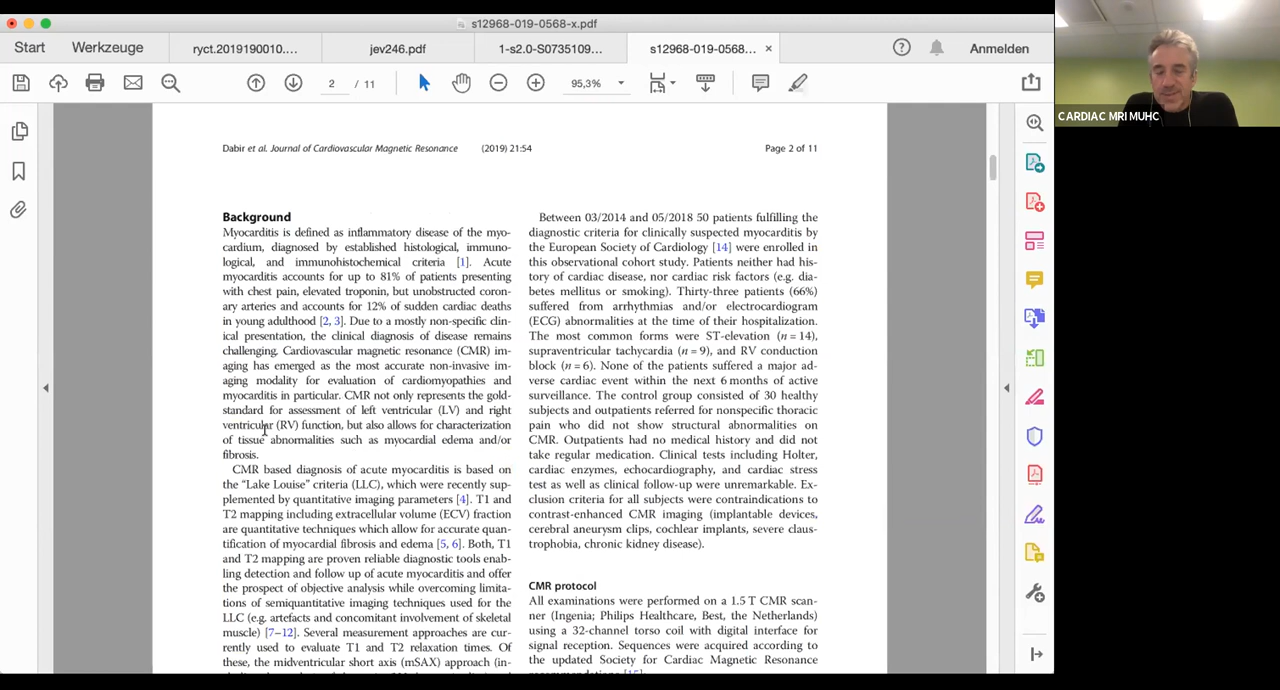 s12968-019-0568-x.pdf
Start
Werkzeuge
ryct.2019190010....
jev246.pdf
1-s2.0-S0735109...
s12968-019-0568... ×
Anmelden
2 / 11
95,3%
CARDIAC MRI MUHC
Dabir et al. Journal of Cardiovascular Magnetic Resonance (2019) 21:54
Page 2 of 11
Background
Myocarditis is defined as inflammatory disease of the myo-
cardium, diagnosed by established histological, immuno-
logical, and immunohistochemical criteria [1]. Acute
myocarditis accounts for up to 81% of patients presenting
with chest pain, elevated troponin, but unobstructed coron-
ary arteries and accounts for 12% of sudden cardiac deaths
in young adulthood [2, 3]. Due to a mostly non-specific clin-
ical presentation, the clinical diagnosis of disease remains
challenging. Cardiovascular magnetic resonance (CMR) im-
aging has emerged as the most accurate non-invasive im-
aging modality for evaluation of cardiomyopathies and
myocarditis in particular. CMR not only represents the gold-
standard for assessment of left ventricular (LV) and right
ventricular (RV) function, but also allows for characterization
of tissue abnormalities such as myocardial edema and/or
fibrosis.
CMR based diagnosis of acute myocarditis is based on
the “Lake Louise” criteria (LLC), which were recently sup-
plemented by quantitative imaging parameters [4]. T1 and
T2 mapping including extracellular volume (ECV) fraction
are quantitative techniques which allow for accurate quan-
tification of myocardial fibrosis and edema [5, 6]. Both, T1
and T2 mapping are proven reliable diagnostic tools enab-
ling detection and follow up of acute myocarditis and offer
the prospect of objective analysis while overcoming limita-
tions of semiquantitative imaging techniques used for the
LLC (e.g. artefacts and concomitant involvement of skeletal
muscle) [7–12]. Several measurement approaches are cur-
rently used to evaluate T1 and T2 relaxation times. Of
these, the midventricular short axis (mSAX) approach (in-
Between 03/2014 and 05/2018 50 patients fulfilling the
diagnostic criteria for clinically suspected myocarditis by
the European Society of Cardiology [14] were enrolled in
this observational cohort study. Patients neither had his-
tory of cardiac disease, nor cardiac risk factors (e.g. dia-
betes mellitus or smoking). Thirty-three patients (66%)
suffered from arrhythmias and/or electrocardiogram
(ECG) abnormalities at the time of their hospitalization.
The most common forms were ST-elevation (n = 14),
supraventricular tachycardia (n = 9), and RV conduction
block (n = 6). None of the patients suffered a major ad-
verse cardiac event within the next 6 months of active
surveillance. The control group consisted of 30 healthy
subjects and outpatients referred for nonspecific thoracic
pain who did not show structural abnormalities on
CMR. Outpatients had no medical history and did not
take regular medication. Clinical tests including Holter,
cardiac enzymes, echocardiography, and cardiac stress
test as well as clinical follow-up were unremarkable. Ex-
clusion criteria for all subjects were contraindications to
contrast-enhanced CMR imaging (implantable devices,
cerebral aneurysm clips, cochlear implants, severe claus-
trophobia, chronic kidney disease).
CMR protocol
All examinations were performed on a 1.5 T CMR scan-
ner (Ingenia; Philips Healthcare, Best, the Netherlands)
using a 32-channel torso coil with digital interface for
signal reception. Sequences were acquired according to
the updated Society for Cardiac Magnetic Resonance